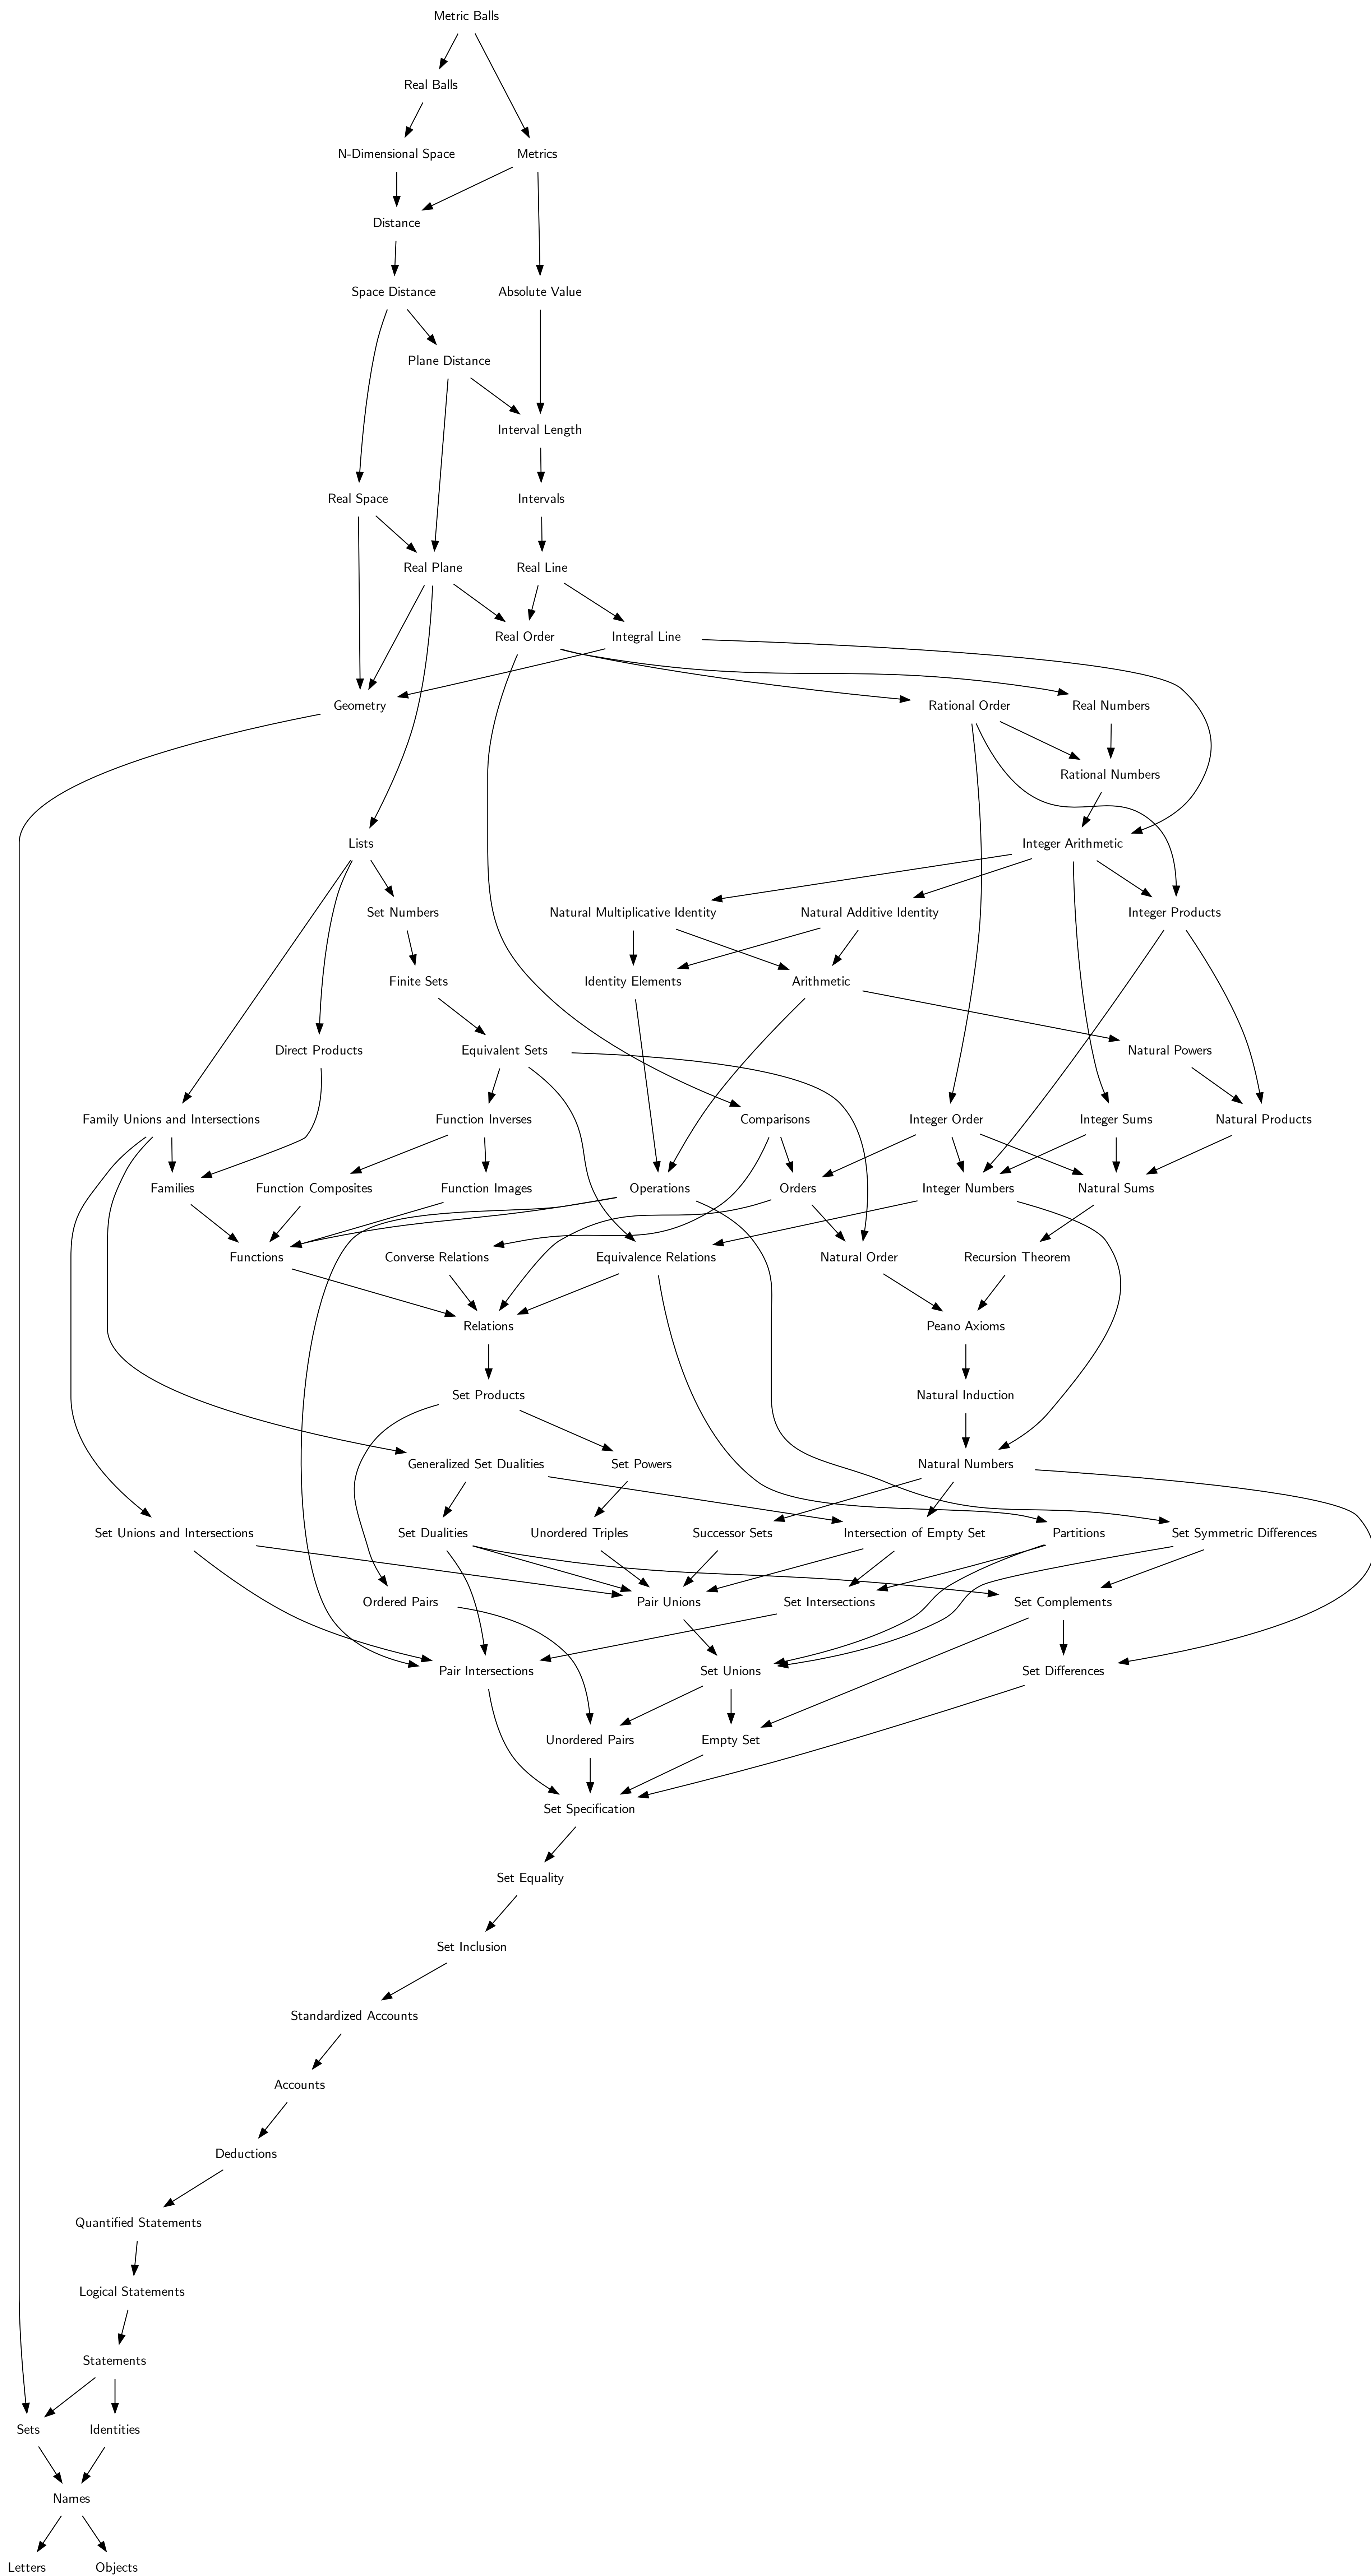 Metric Balls
Real Balls
N-Dimensional Space
Metrics
Distance
Space Distance
Absolute Value
Plane Distance
Interval Length
Real Space
Intervals
Real Plane
Real Line
Real Order
Integral Line
Geometry
Rational Order
Real Numbers
Rational Numbers
Lists
Integer Arithmetic
Set Numbers
Natural Multiplicative Identity
Natural Additive Identity
Integer Products
Finite Sets
Identity Elements
Arithmetic
Direct Products
Equivalent Sets
Natural Powers
Family Unions and Intersections
Function Inverses
Comparisons
Integer Order
Integer Sums
Natural Products
Families
Function Composites
Function Images
Operations
Orders
Integer Numbers
Natural Sums
Functions
Converse Relations
Equivalence Relations
Natural Order
Recursion Theorem
Relations
Peano Axioms
Set Products
Natural Induction
Generalized Set Dualities
Set Powers
Natural Numbers
Set Unions and Intersections
Set Dualities
Unordered Triples
Successor Sets
Intersection of Empty Set
Partitions
Set Symmetric Differences
Ordered Pairs
Pair Unions
Set Intersections
Set Complements
Pair Intersections
Set Unions
Set Differences
Unordered Pairs
Empty Set
Set Specification
Set Equality
Set Inclusion
Standardized Accounts
Accounts
Deductions
Quantified Statements
Logical Statements
Statements
Sets
Identities
Names
Letters
Objects